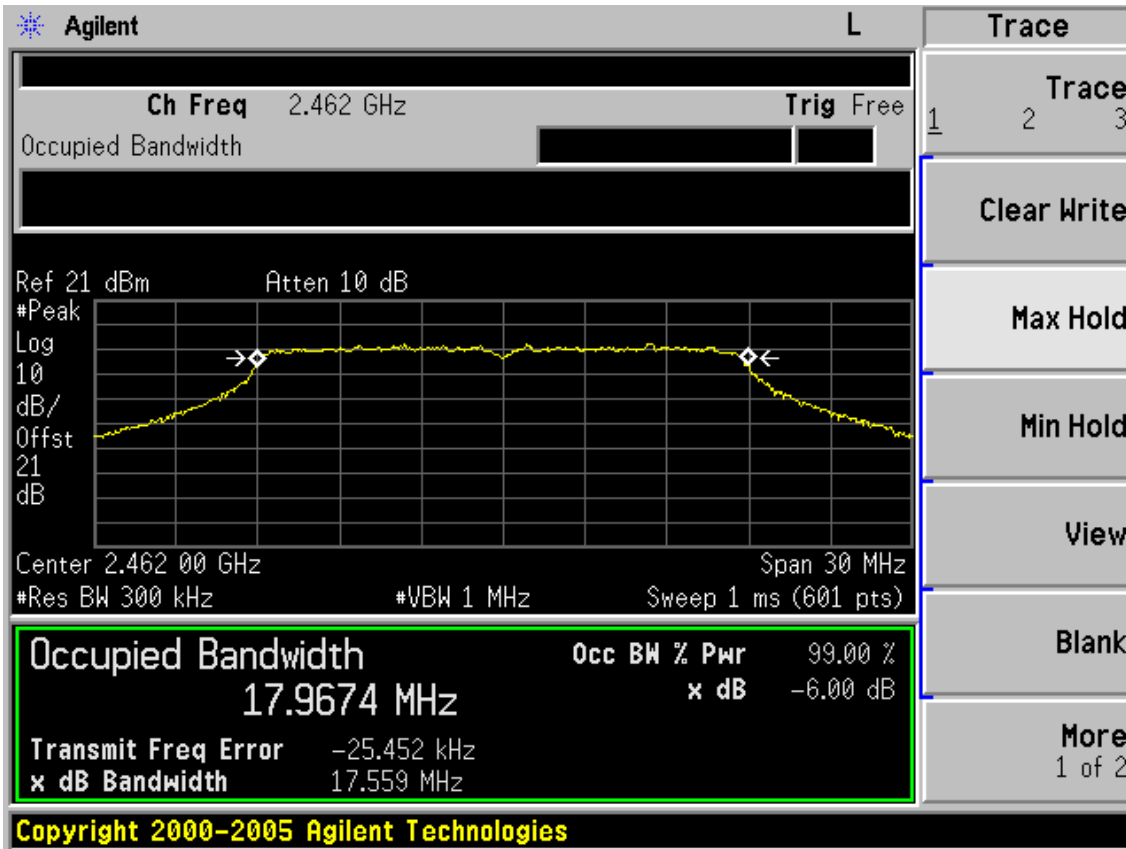 Agilent L Trace
Ch Freq 2.462 GHz Trig Free
Occupied Bandwidth
Trace
1 2 3
Clear Write
Max Hold
Min Hold
View
Blank
More
1 of 2
Ref 21 dBm Atten 10 dB
#Peak
Log
10
dB/
Offst
21
dB
Center 2.462 00 GHz Span 30 MHz
#Res BW 300 kHz #VBW 1 MHz Sweep 1 ms (601 pts)
Occupied Bandwidth Occ BW % Pwr 99.00 %
17.9674 MHz x dB -6.00 dB
Transmit Freq Error -25.452 kHz
x dB Bandwidth 17.559 MHz
Copyright 2000-2005 Agilent Technologies